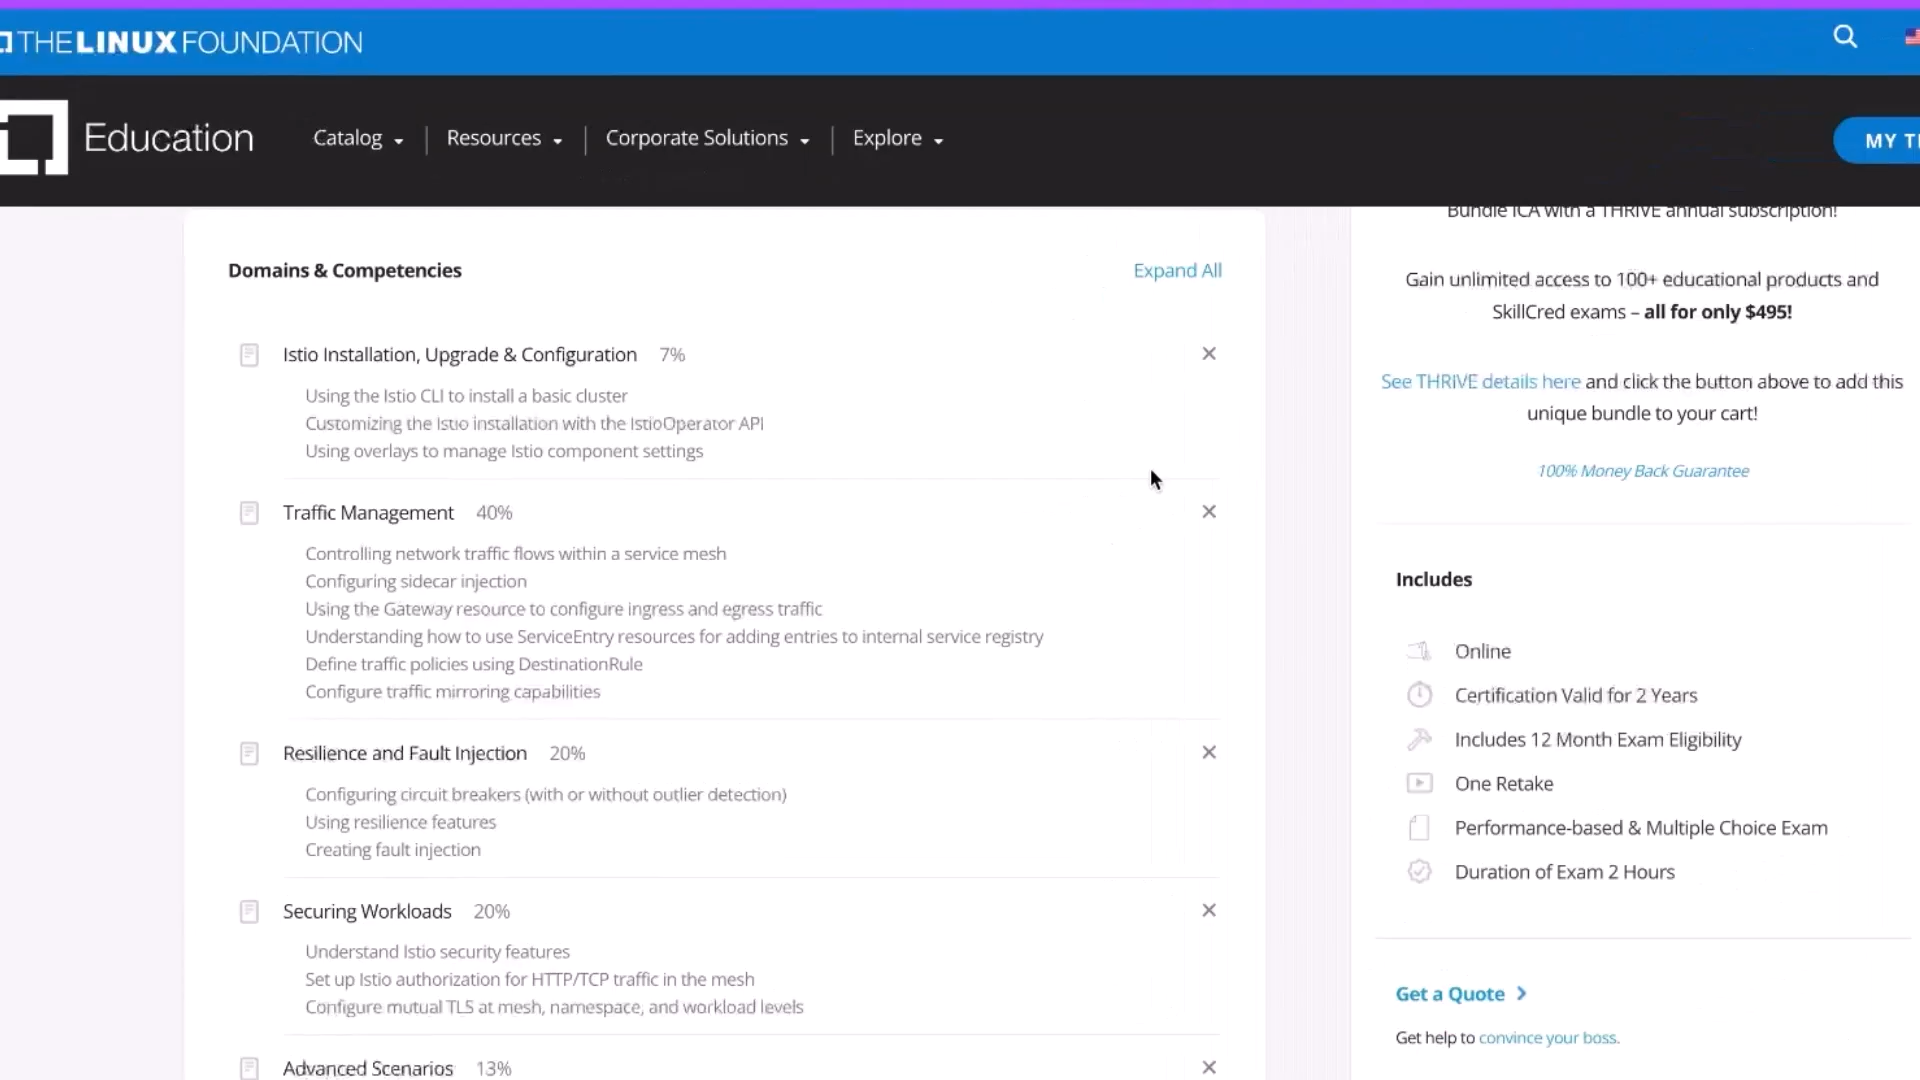 THE LINUX FOUNDATION
Education
Catalog
Resources
Corporate Solutions
Explore
MY
Domains & Competencies
Expand All
Istio Installation, Upgrade & Configuration 7%
Using the Istio CLI to install a basic cluster
Customizing the Istio installation with the IstioOperator API
Using overlays to manage Istio component settings
Traffic Management 40%
Controlling network traffic flows within a service mesh
Configuring sidecar injection
Using the Gateway resource to configure ingress and egress traffic
Understanding how to use ServiceEntry resources for adding entries to internal service registry
Define traffic policies using DestinationRule
Configure traffic mirroring capabilities
Resilience and Fault Injection 20%
Configuring circuit breakers (with or without outlier detection)
Using resilience features
Creating fault injection
Securing Workloads 20%
Understand Istio security features
Set up Istio authorization for HTTP/TCP traffic in the mesh
Configure mutual TLS at mesh, namespace, and workload levels
Advanced Scenarios 13%
Bundle ICA with a THRIVE annual subscription!
Gain unlimited access to 100+ educational products and
SkillCred exams – all for only $495!
See THRIVE details here and click the button above to add this
unique bundle to your cart!
100% Money Back Guarantee
Includes
Online
Certification Valid for 2 Years
Includes 12 Month Exam Eligibility
One Retake
Performance-based & Multiple Choice Exam
Duration of Exam 2 Hours
Get a Quote
Get help to convince your boss.